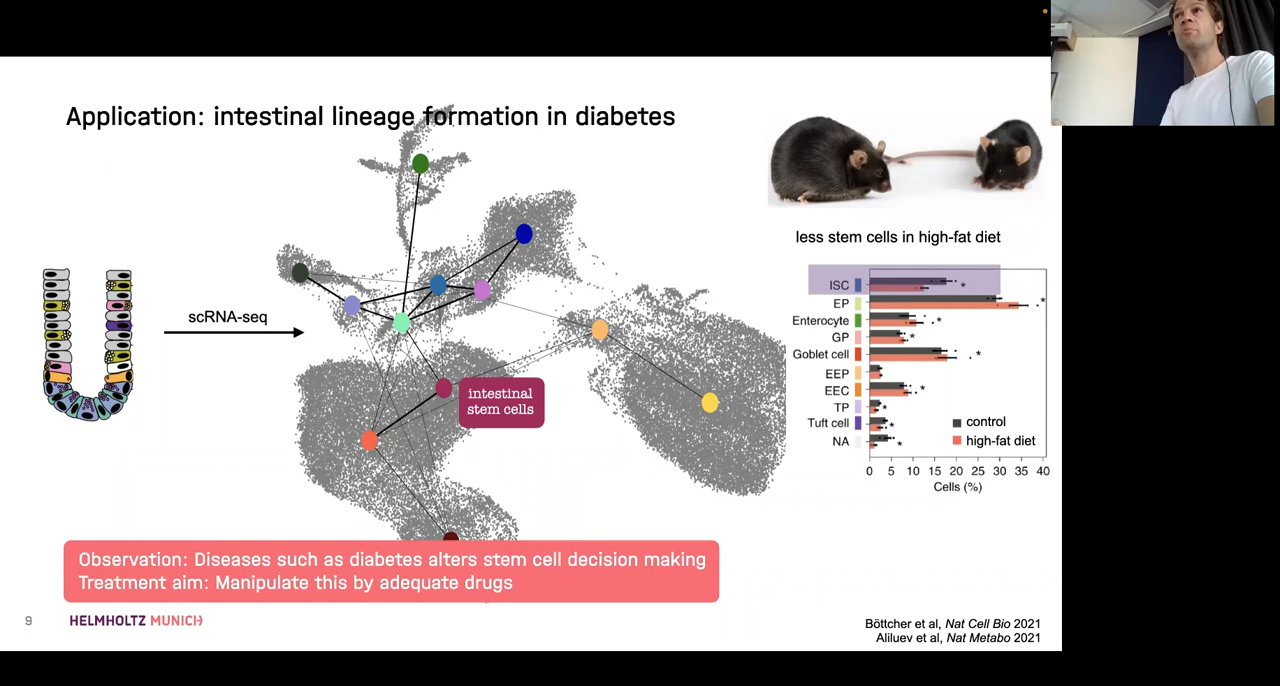 Application: intestinal lineage formation in diabetes
scRNA-seq
intestinal
stem cells
less stem cells in high-fat diet
ISC
EP
Enterocyte
GP
Goblet cell
EEP
EEC
TP
Tuft cell
NA
*
*
*
*
*
*
*
*
*
control
high-fat diet
0 5 10 15 20 25 30 35 40
Cells (%)
Observation: Diseases such as diabetes alters stem cell decision making
Treatment aim: Manipulate this by adequate drugs
9
HELMHOLTZ MUNICH
Böttcher et al, Nat Cell Bio 2021
Aliluev et al, Nat Metabo 2021